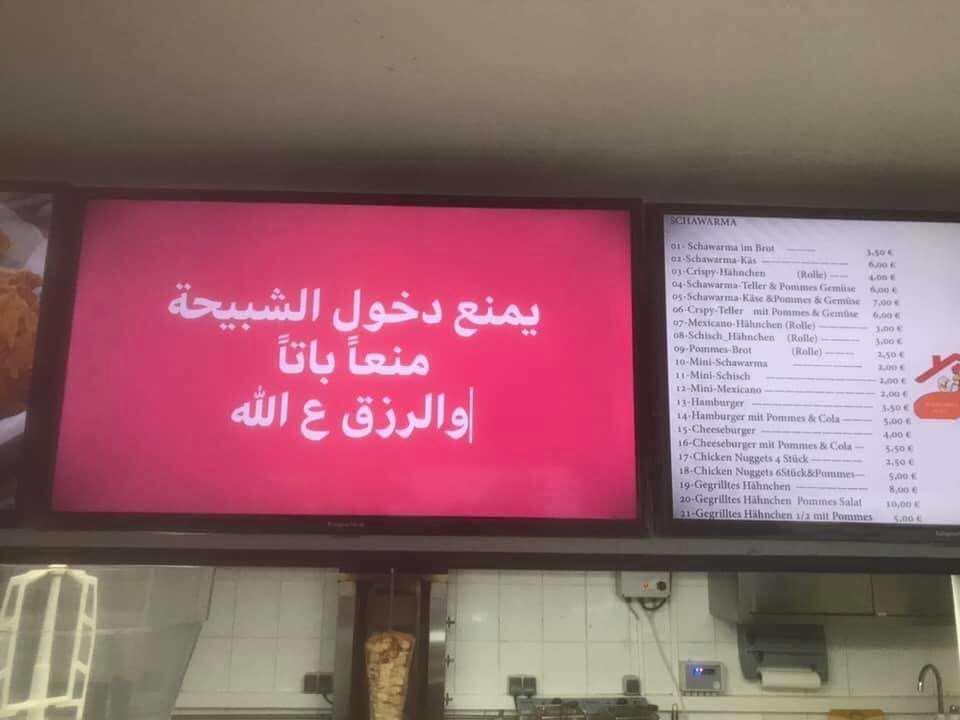 يمنع دخول الشبيحة
منعاً باتاً
والرزق ع الله
SCHAWARMA
01- Schawarma im Brot ——— 3,50 €
02-Schawarma-Käs ——————— 6,00 €
03-Crispy-Hähnchen (Rolle) —— 4,00 €
04-Schawarma-Teller & Pommes Gemüse 6,00 €
05-Schawarma-Käse &Pommes & Gemüse 7,00 €
06-Crspy-Teller mit Pommes & Gemüse 6,00 €
07-Mexicano-Hähnchen (Rolle) ———— 3,00 €
08-Schisch_Hähnchen (Rolle) ——— 3,00 €
09-Pommes-Brot (Rolle) ——— 2,50 €
10-Mini-Schawarma ———————— 2,00 €
11-Mini-Schisch ————————— 2,00 €
12-Mini-Mexicano ———————— 2,00 €
13-Hamburger —————————— 3,50 €
14-Hamburger mit Pommes & Cola —— 5,00 €
15-Cheeseburger ————————— 4,00 €
16-Cheeseburger mit Pommes & Cola — 5,50 €
17-Chicken Nuggets 4 Stück ———— 2,50 €
18-Chicken Nuggets 6Stück&Pommes— 5,00 €
19-Gegrilltes Hähnchen ——————— 8,00 €
20-Gegrilltes Hähnchen Pommes Salat 10,00 €
21-Gegrilltes Hähnchen 1/2 mit Pommes 5,00 €